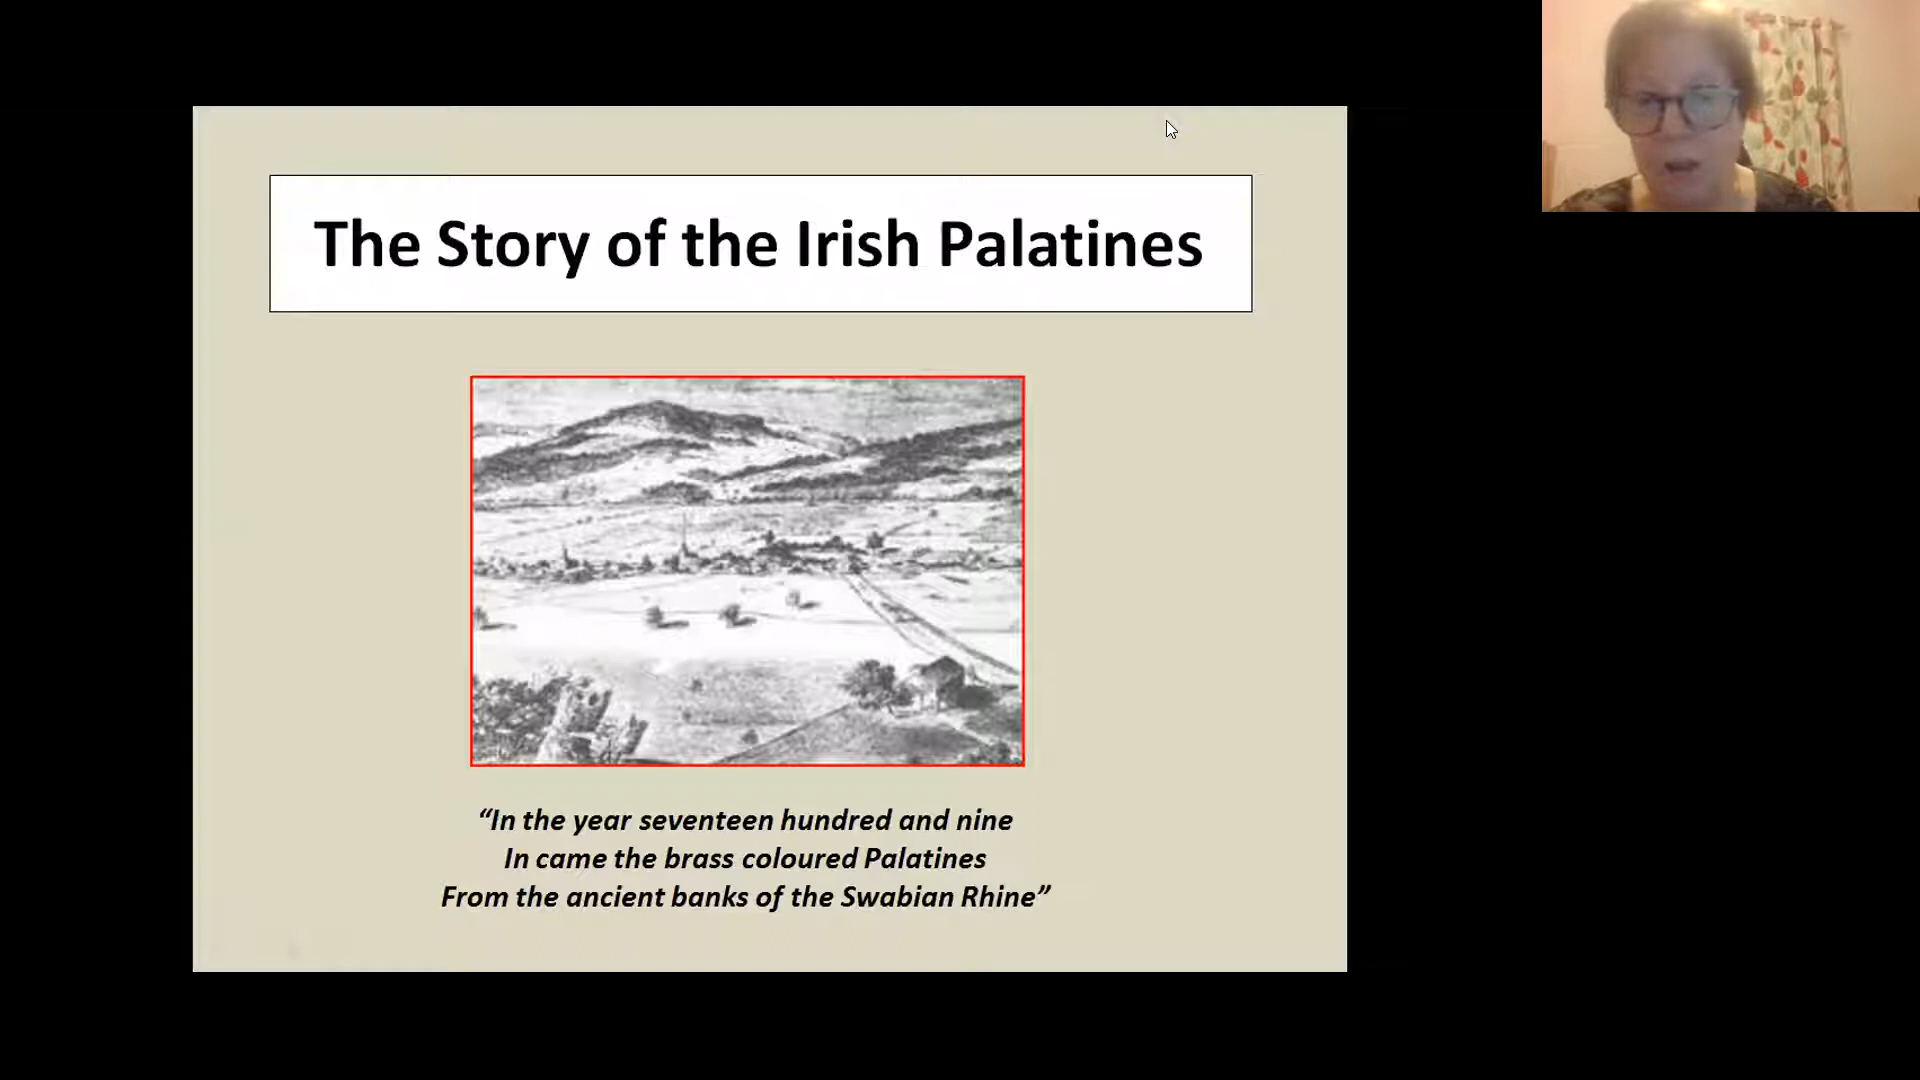 The Story of the Irish Palatines
“In the year seventeen hundred and nine
In came the brass coloured Palatines
From the ancient banks of the Swabian Rhine”